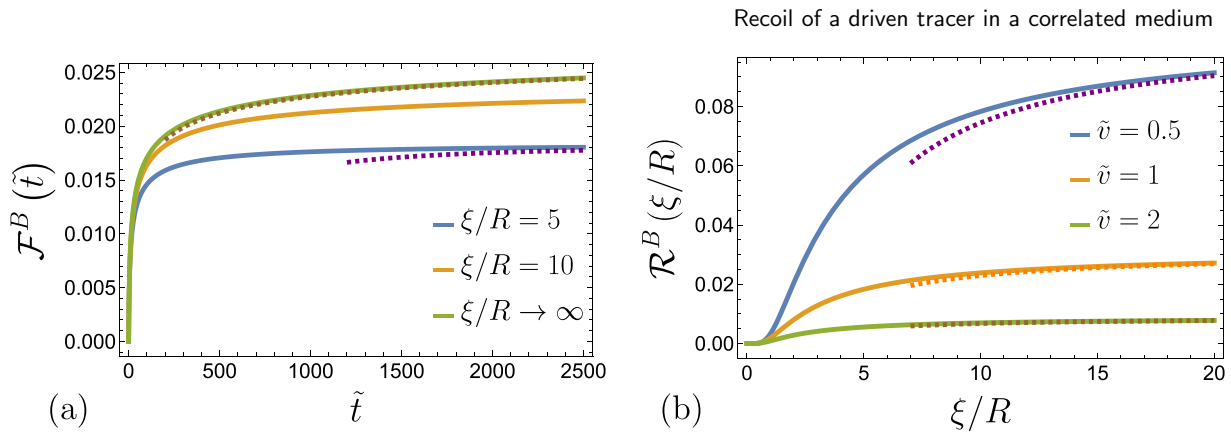 Recoil of a driven tracer in a correlated medium
0.025
0.020
0.015
0.010
0.005
0.000
0
500
1000
1500
2000
2500
𝓕^B (t̃)
t̃
ξ/R = 5
ξ/R = 10
ξ/R → ∞
(a)
0.08
0.06
0.04
0.02
0.00
0
5
10
15
20
𝓡^B (ξ/R)
ξ/R
ṽ = 0.5
ṽ = 1
ṽ = 2
(b)